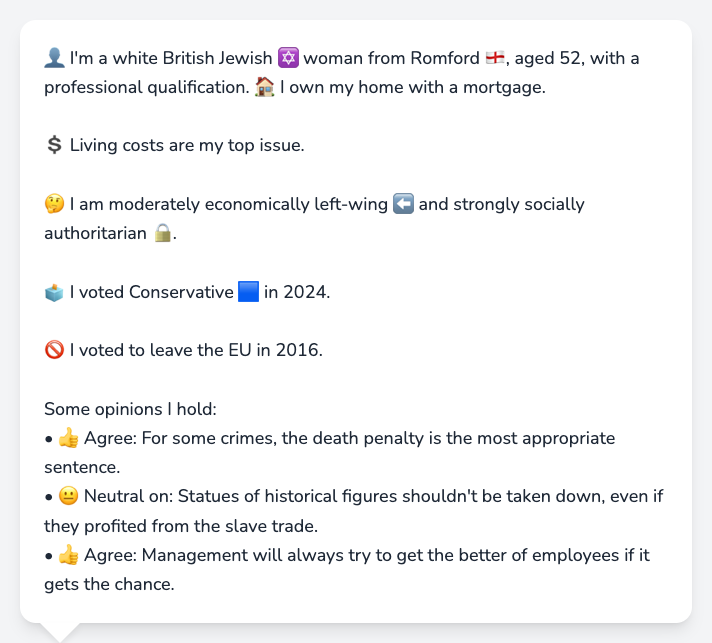 👤 I'm a white British Jewish ✡️ woman from Romford 🏴󠁧󠁢󠁥󠁮󠁧󠁿, aged 52, with a
professional qualification. 🏠 I own my home with a mortgage.
💲 Living costs are my top issue.
🤔 I am moderately economically left-wing ⬅️ and strongly socially
authoritarian 🔒.
🗳️ I voted Conservative 🟦 in 2024.
🚫 I voted to leave the EU in 2016.
Some opinions I hold:
• 👍 Agree: For some crimes, the death penalty is the most appropriate
sentence.
• 😐 Neutral on: Statues of historical figures shouldn't be taken down, even if
they profited from the slave trade.
• 👍 Agree: Management will always try to get the better of employees if it
gets the chance.